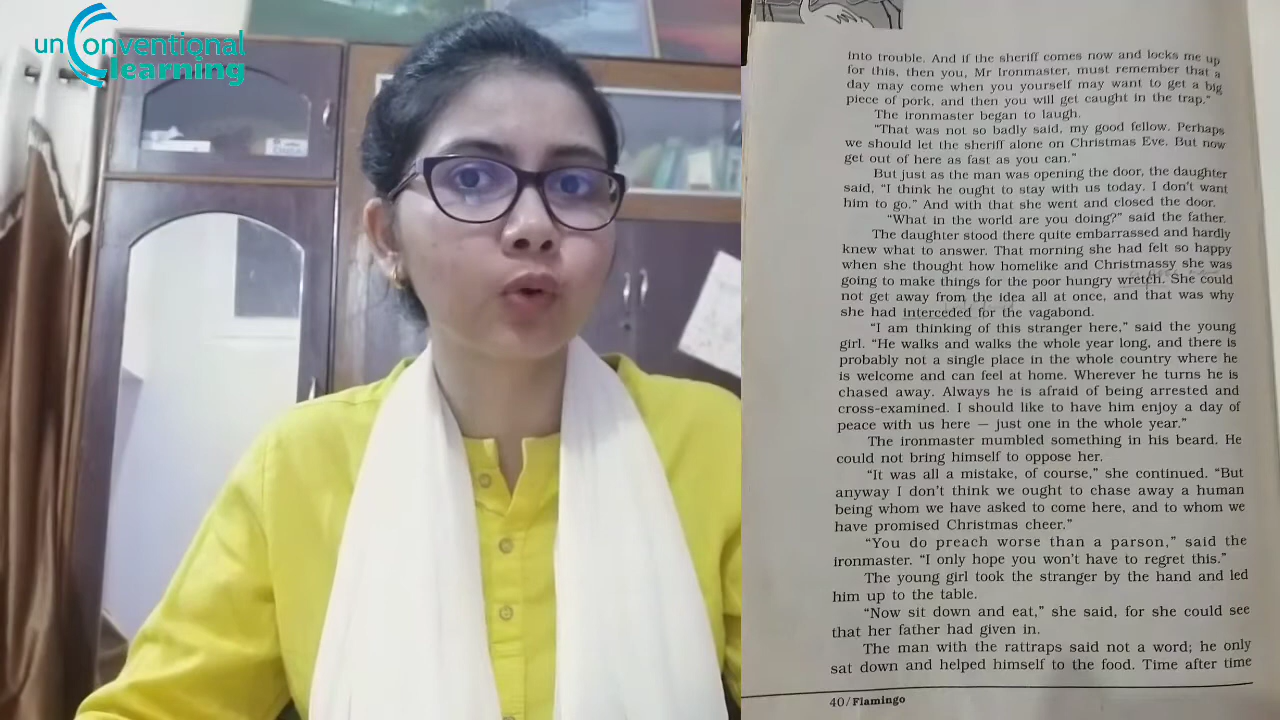 unConventional
learning
into trouble. And if the sheriff comes now and locks me up
for this, then you, Mr Ironmaster, must remember that a
day may come when you yourself may want to get a big
piece of pork, and then you will get caught in the trap."
The ironmaster began to laugh.
"That was not so badly said, my good fellow. Perhaps
we should let the sheriff alone on Christmas Eve. But now
get out of here as fast as you can."
But just as the man was opening the door, the daughter
said, "I think he ought to stay with us today. I don't want
him to go." And with that she went and closed the door.
"What in the world are you doing?" said the father.
The daughter stood there quite embarrassed and hardly
knew what to answer. That morning she had felt so happy
when she thought how homelike and Christmassy she was
going to make things for the poor hungry wretch. She could
not get away from the idea all at once, and that was why
she had interceded for the vagabond.
"I am thinking of this stranger here," said the young
girl. "He walks and walks the whole year long, and there is
probably not a single place in the whole country where he
is welcome and can feel at home. Wherever he turns he is
chased away. Always he is afraid of being arrested and
cross-examined. I should like to have him enjoy a day of
peace with us here — just one in the whole year."
The ironmaster mumbled something in his beard. He
could not bring himself to oppose her.
"It was all a mistake, of course," she continued. "But
anyway I don't think we ought to chase away a human
being whom we have asked to come here, and to whom we
have promised Christmas cheer."
"You do preach worse than a parson," said the
ironmaster. "I only hope you won't have to regret this."
The young girl took the stranger by the hand and led
him up to the table.
"Now sit down and eat," she said, for she could see
that her father had given in.
The man with the rattraps said not a word; he only
sat down and helped himself to the food. Time after time
40/Flamingo